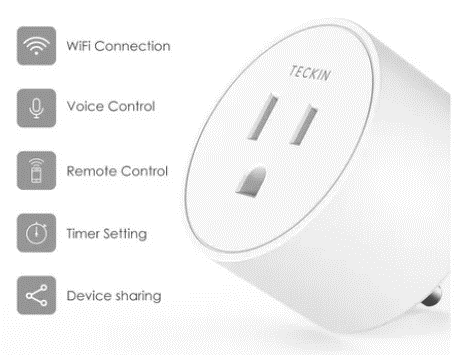 WiFi Connection
TECKIN
Voice Control
Remote Control
Timer Setting
Device sharing